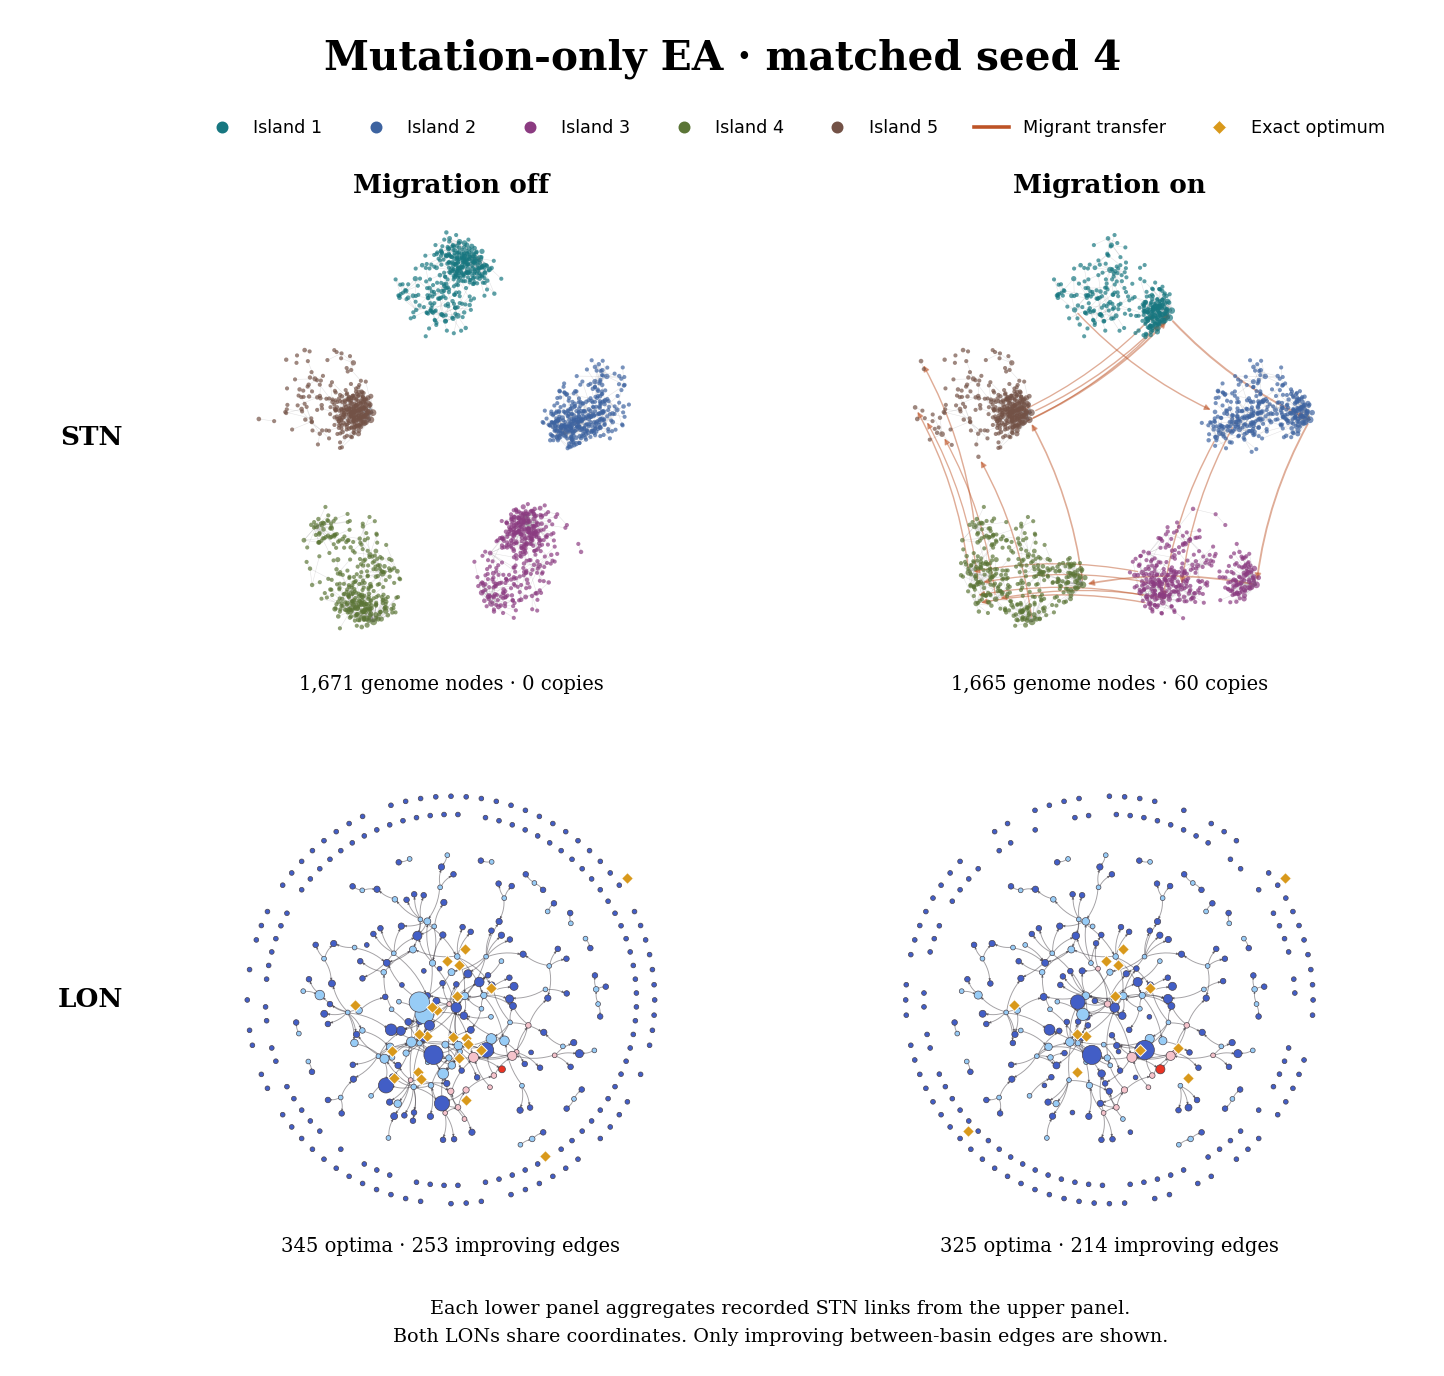 Mutation-only EA · matched seed 4
Island 1 Island 2 Island 3 Island 4 Island 5 Migrant transfer Exact optimum
Migration off Migration on
STN
1,671 genome nodes · 0 copies 1,665 genome nodes · 60 copies
LON
345 optima · 253 improving edges 325 optima · 214 improving edges
Each lower panel aggregates recorded STN links from the upper panel.
Both LONs share coordinates. Only improving between-basin edges are shown.